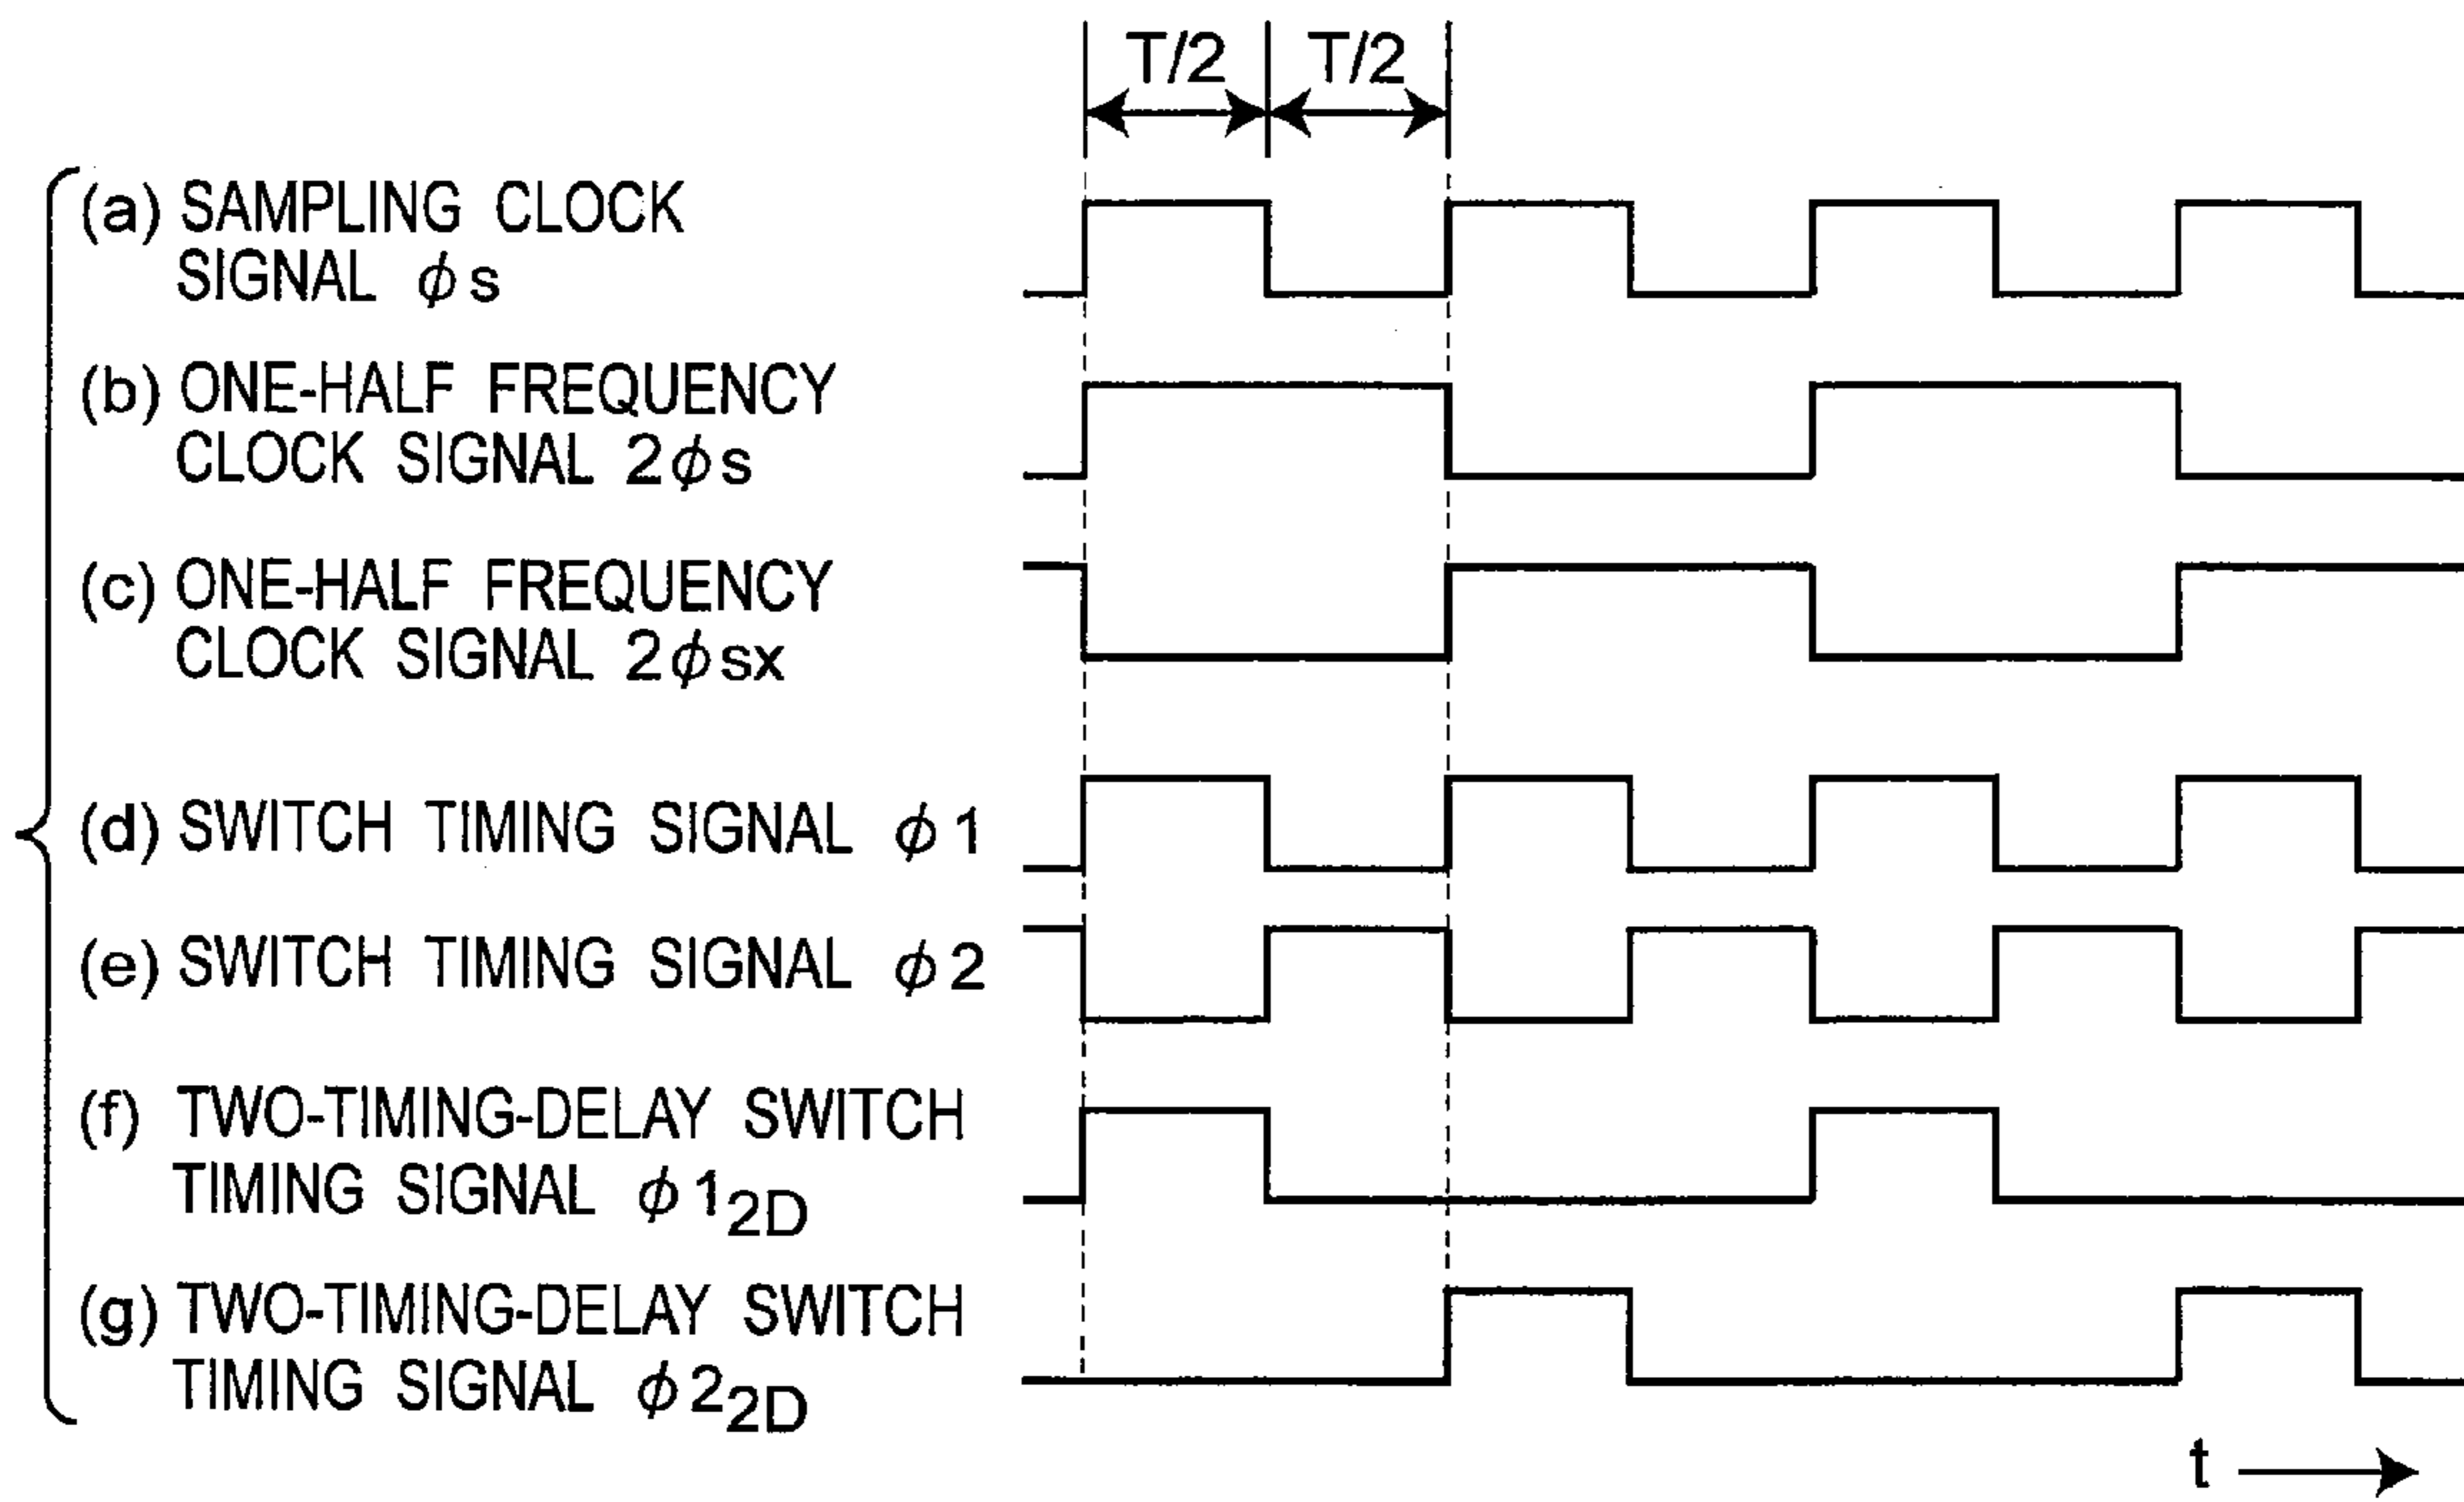 T/2 T/2
(a) SAMPLING CLOCK
SIGNAL ϕs
(b) ONE-HALF FREQUENCY
CLOCK SIGNAL 2ϕs
(c) ONE-HALF FREQUENCY
CLOCK SIGNAL 2ϕsx
(d) SWITCH TIMING SIGNAL ϕ1
(e) SWITCH TIMING SIGNAL ϕ2
(f) TWO-TIMING-DELAY SWITCH
TIMING SIGNAL ϕ1₂D
(g) TWO-TIMING-DELAY SWITCH
TIMING SIGNAL ϕ2₂D
t